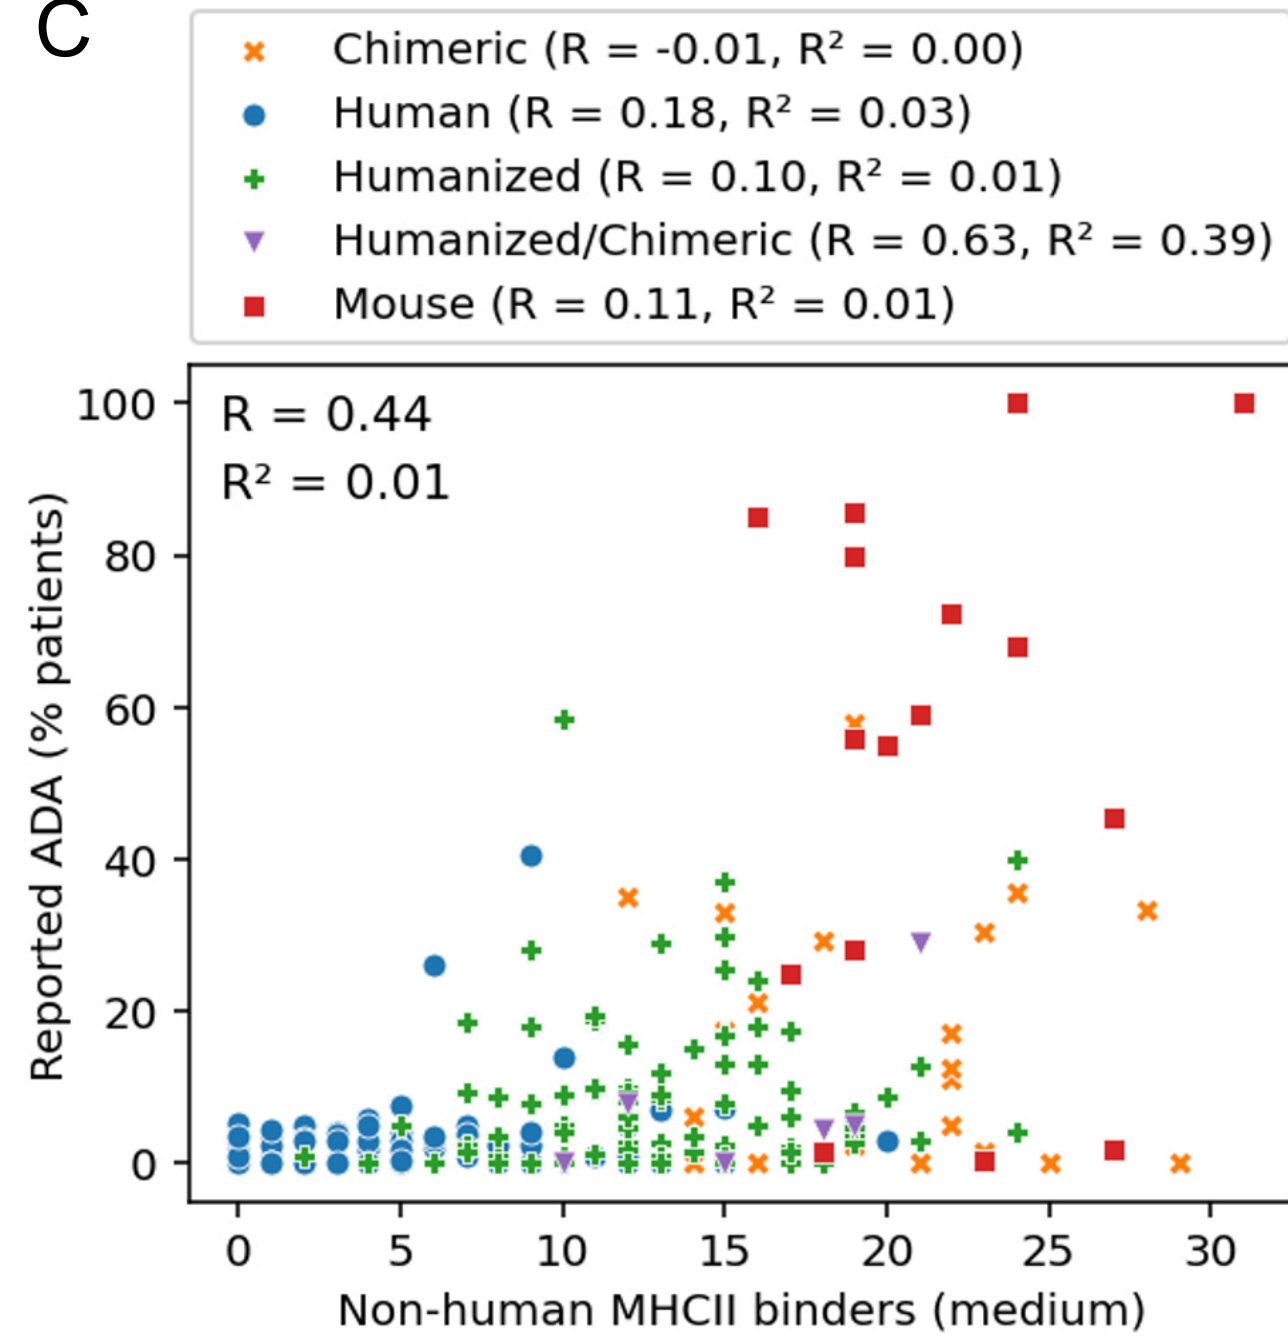 C
Chimeric (R = -0.01, R² = 0.00)
Human (R = 0.18, R² = 0.03)
Humanized (R = 0.10, R² = 0.01)
Humanized/Chimeric (R = 0.63, R² = 0.39)
Mouse (R = 0.11, R² = 0.01)
R = 0.44
R² = 0.01
Reported ADA (% patients)
100
80
60
40
20
0
0 5 10 15 20 25 30
Non-human MHCII binders (medium)